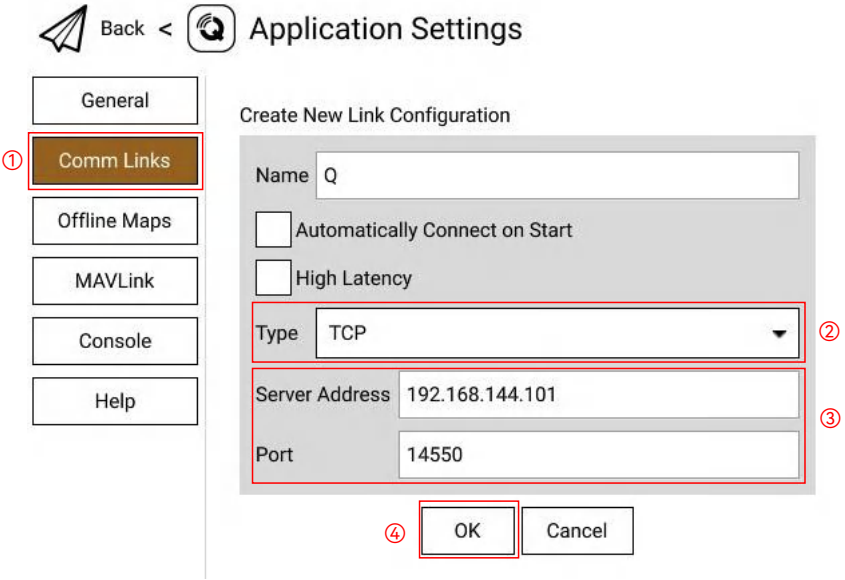 Back < Application Settings
General
① Comm Links
Offline Maps
MAVLink
Console
Help
Create New Link Configuration
Name Q
Automatically Connect on Start
High Latency
Type TCP ②
Server Address 192.168.144.101
③
Port 14550
④ OK Cancel